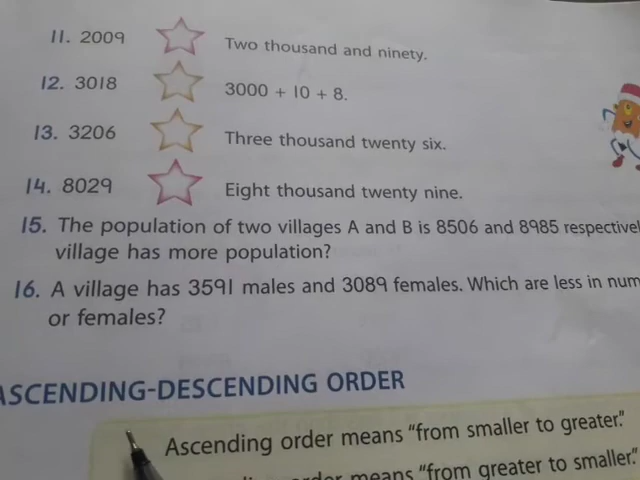 11. 2009 Two thousand and ninety.
12. 3018 3000 + 10 + 8.
13. 3206 Three thousand twenty six.
14. 8029 Eight thousand twenty nine.
15. The population of two villages A and B is 8506 and 8985
village has more population?
16. A village has 3591 males and 3089 females. Which are less in
or females?
ASCENDING-DESCENDING ORDER
Ascending order means “from smaller to greater.”
order means “from greater to smaller.”